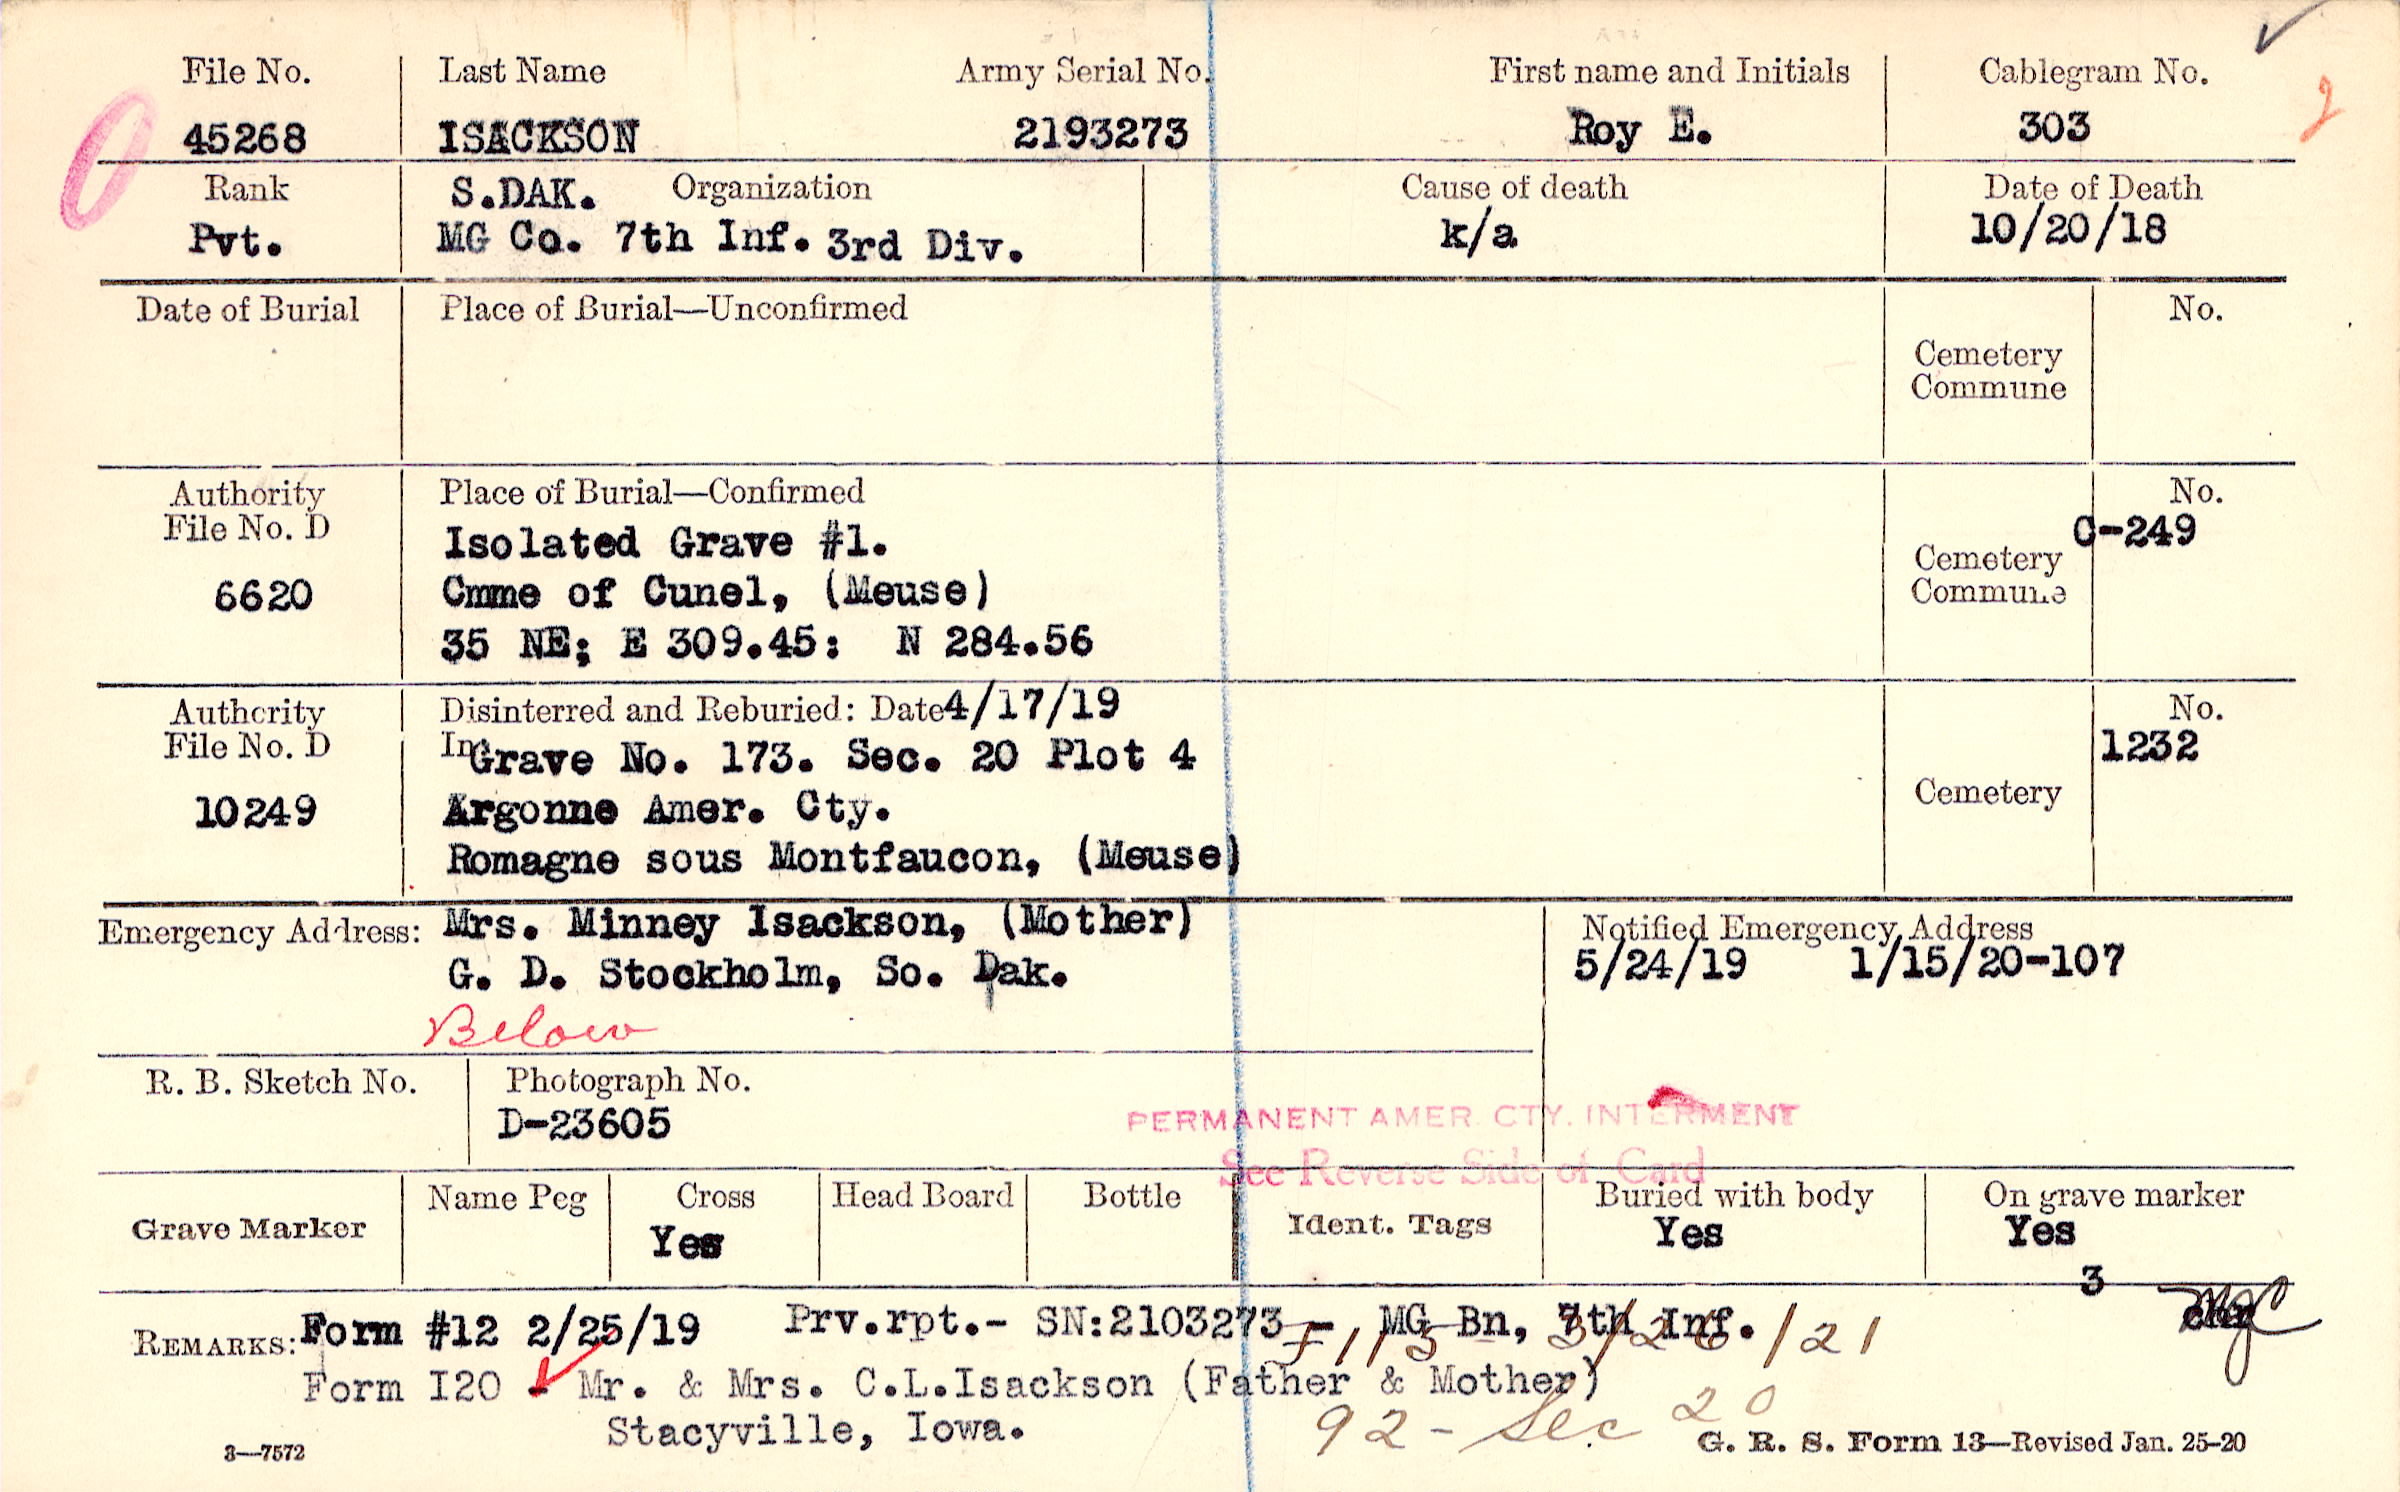 File No. Last Name Army Serial No. First name and Initials Cablegram No. 2
45268 ISACKSON 2193273 Roy E. 303
Rank S.DAK. Organization Cause of death Date of Death
Pvt. MG Co. 7th Inf. 3rd Div. k/a 10/20/18
Date of Burial Place of Burial—Unconfirmed No.
Cemetery
Commune
Authority Place of Burial—Confirmed No.
File No. D Isolated Grave #1. C-249
Cemetery
6620 Cmme of Cunel, (Meuse) Commune
35 NE; E 309.45: N 284.56
Authority Disinterred and Reburied: Date 4/17/19 No.
File No. D In Grave No. 173. Sec. 20 Plot 4 1232
10249 Argonne Amer. Cty. Cemetery
Romagne sous Montfaucon, (Meuse)
Emergency Address: Mrs. Minney Isackson, (Mother) Notified Emergency Address
G. D. Stockholm, So. Dak. 5/24/19 1/15/20-107
Below
R. B. Sketch No. Photograph No.
D-23605 PERMANENT AMER. CTY. INTERMENT
See Reverse Side of Card
Grave Marker Name Peg Cross Head Board Bottle Ident. Tags Buried with body On grave marker
Yes Yes Yes
3
REMARKS: Form #12 2/25/19 Prv.rpt.- SN:2103273 - MG Bn, 7th Inf.
Form 120 - Mr. & Mrs. C.L.Isackson (Father & Mother)
Stacyville, Iowa. 92 - Sec 20
3—7572 G. R. S. Form 13—Revised Jan. 25-20